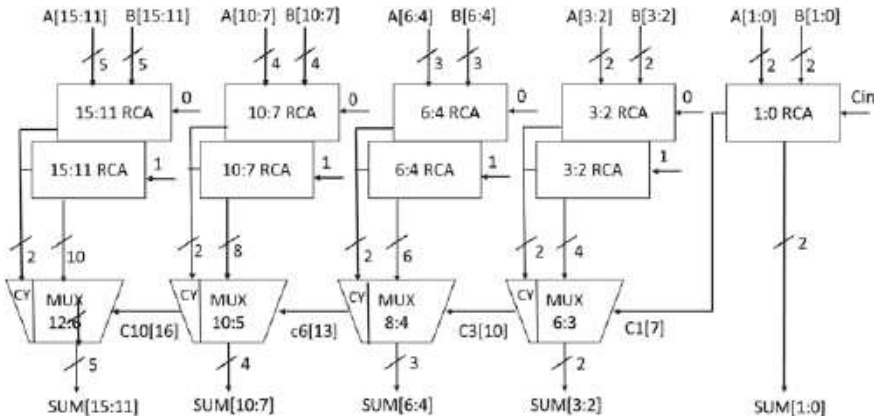 A[15:11] B[15:11] A[10:7] B[10:7] A[6:4] B[6:4] A[3:2] B[3:2] A[1:0] B[1:0]
5 5 4 4 3 3 2 2 2 2
15:11 RCA 0 10:7 RCA 0 6:4 RCA 0 3:2 RCA 0 1:0 RCA Cin
15:11 RCA 1 10:7 RCA 1 6:4 RCA 1 3:2 RCA 1
2 10 2 8 2 6 2 4 2
CY MUX CY MUX CY MUX CY MUX
12:6 C10[16] 10:5 c6[13] 8:4 C3[10] 6:3 C1[7]
5 4 3 2
SUM[15:11] SUM[10:7] SUM[6:4] SUM[3:2] SUM[1:0]